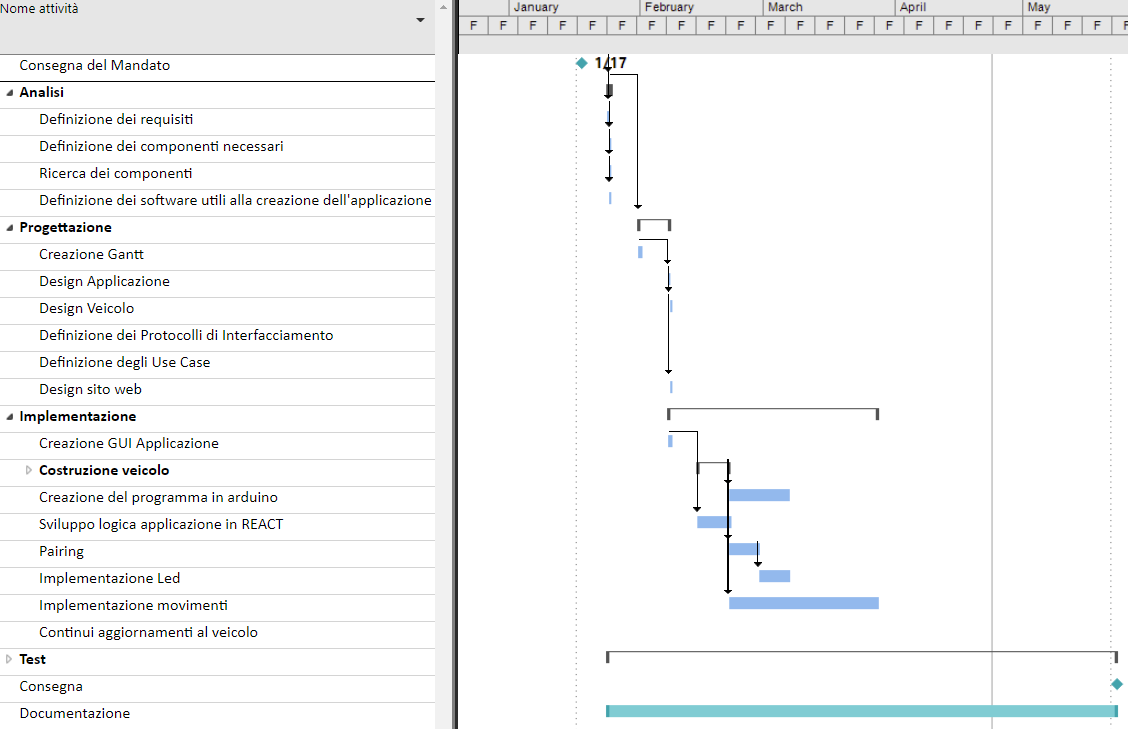 Nome attività
January February March April May
F F F F F F F F F F F F F F F F F F F F F F F
Consegna del Mandato
1/17
Analisi
Definizione dei requisiti
Definizione dei componenti necessari
Ricerca dei componenti
Definizione dei software utili alla creazione dell'applicazione
Progettazione
Creazione Gantt
Design Applicazione
Design Veicolo
Definizione dei Protocolli di Interfacciamento
Definizione degli Use Case
Design sito web
Implementazione
Creazione GUI Applicazione
Costruzione veicolo
Creazione del programma in arduino
Sviluppo logica applicazione in REACT
Pairing
Implementazione Led
Implementazione movimenti
Continui aggiornamenti al veicolo
Test
Consegna
Documentazione